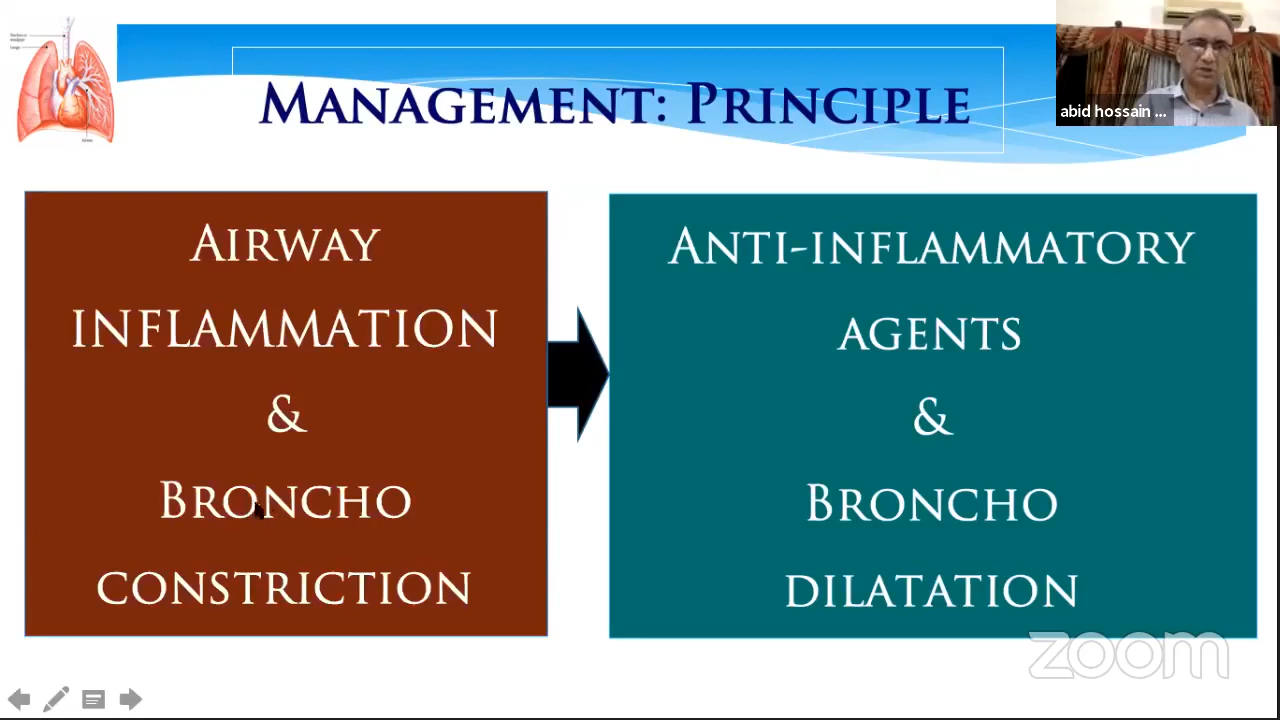 Management: Principle
abid hossain ...
Airway
inflammation
&
Broncho
constriction
Anti-inflammatory
agents
&
Broncho
dilatation
zoom